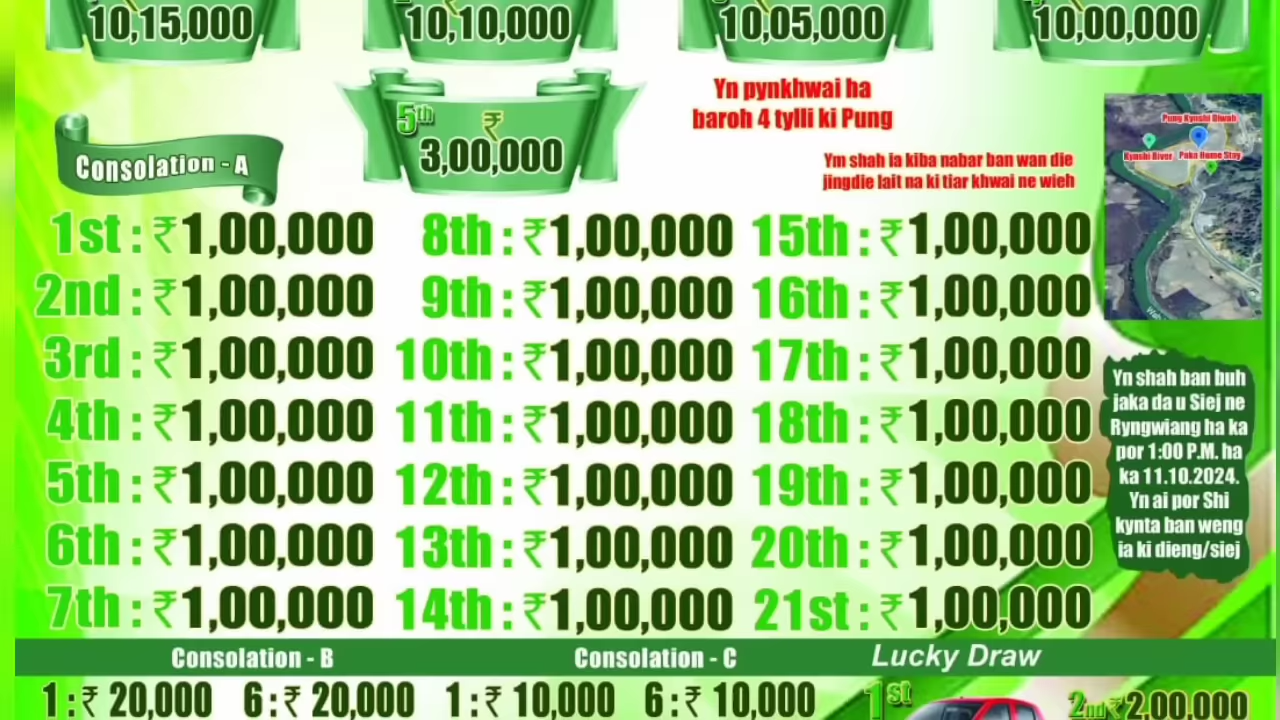 10,15,000 10,10,000 10,05,000 10,00,000
5th ₹ 3,00,000
Yn pynkhwai ha
baroh 4 tylli ki Pung
Ym shah ia kiba nabar ban wan die
jingdie lait na ki tiar khwai ne wieh
Pung Kynshi Diwah
Kynshi River Paka Home Stay
Consolation - A
1st : ₹ 1,00,000 8th : ₹ 1,00,000 15th : ₹ 1,00,000
2nd : ₹ 1,00,000 9th : ₹ 1,00,000 16th : ₹ 1,00,000
3rd : ₹ 1,00,000 10th : ₹ 1,00,000 17th : ₹ 1,00,000
4th : ₹ 1,00,000 11th : ₹ 1,00,000 18th : ₹ 1,00,000
5th : ₹ 1,00,000 12th : ₹ 1,00,000 19th : ₹ 1,00,000
6th : ₹ 1,00,000 13th : ₹ 1,00,000 20th : ₹ 1,00,000
7th : ₹ 1,00,000 14th : ₹ 1,00,000 21st : ₹ 1,00,000
Yn shah ban buh
jaka da u Siej ne
Ryngwiang ha ka
por 1:00 P.M. ha
ka 11.10.2024.
Yn ai por Shi
kynta ban weng
ia ki dieng/siej
Consolation - B Consolation - C Lucky Draw
1 : ₹ 20,000 6 : ₹ 20,000 1 : ₹ 10,000 6 : ₹ 10,000 1st 2nd ₹ 2,00,000